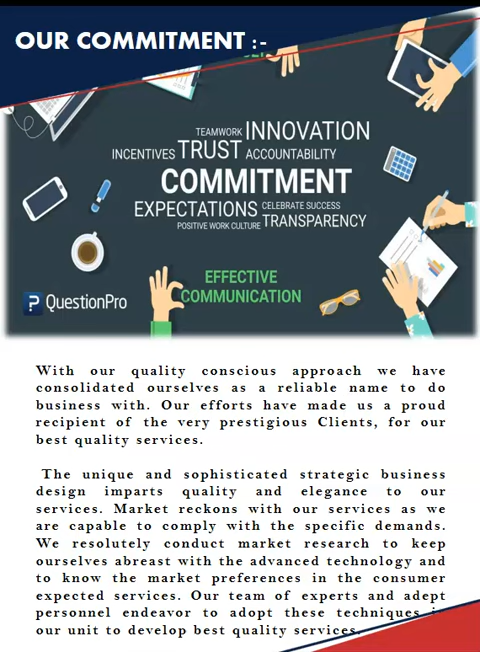 OUR COMMITMENT :-
TEAMWORK INNOVATION
INCENTIVES TRUST ACCOUNTABILITY
COMMITMENT
EXPECTATIONS CELEBRATE SUCCESS
POSITIVE WORK CULTURE TRANSPARENCY
EFFECTIVE
COMMUNICATION
P QuestionPro
With our quality conscious approach we have
consolidated ourselves as a reliable name to do
business with. Our efforts have made us a proud
recipient of the very prestigious Clients, for our
best quality services.
The unique and sophisticated strategic business
design imparts quality and elegance to our
services. Market reckons with our services as we
are capable to comply with the specific demands.
We resolutely conduct market research to keep
ourselves abreast with the advanced technology and
to know the market preferences in the consumer
expected services. Our team of experts and adept
personnel endeavor to adopt these techniques in
our unit to develop best quality services.